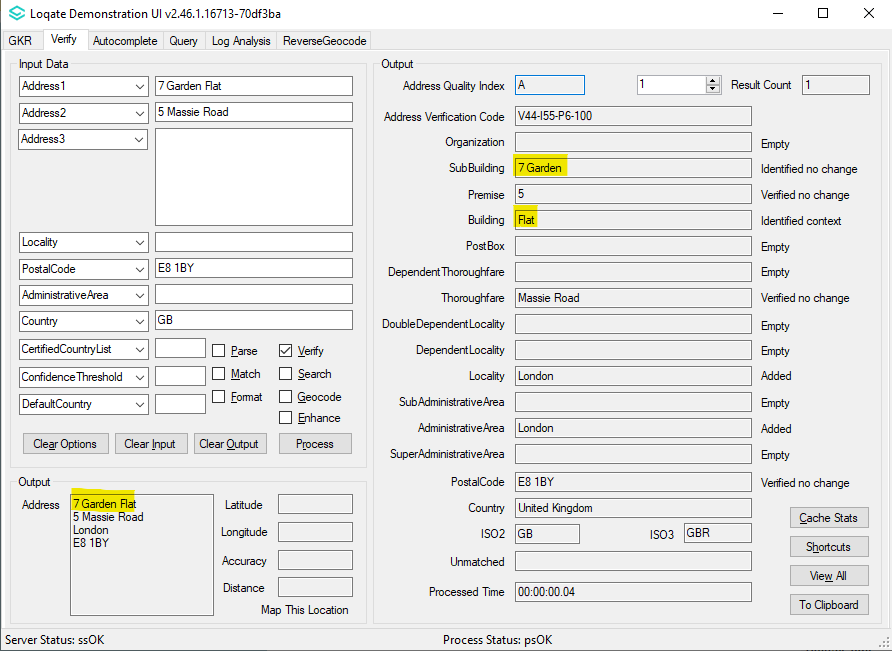 Loqate Demonstration UI v2.46.1.16713-70df3ba
GKR Verify Autocomplete Query Log Analysis ReverseGeocode
Input Data
Address1 7 Garden Flat
Address2 5 Massie Road
Address3
Locality
PostalCode E8 1BY
AdministrativeArea
Country GB
CertifiedCountryList Parse Verify
ConfidenceThreshold Match Search
DefaultCountry Format Geocode
Enhance
Clear Options Clear Input Clear Output Process
Output
Address 7 Garden Flat
5 Massie Road
London
E8 1BY
Latitude
Longitude
Accuracy
Distance
Map This Location
Output
Address Quality Index A 1 Result Count 1
Address Verification Code V44-I55-P6-100
Organization Empty
SubBuilding 7 Garden Identified no change
Premise 5 Verified no change
Building Flat Identified context
PostBox Empty
DependentThoroughfare Empty
Thoroughfare Massie Road Verified no change
DoubleDependentLocality Empty
DependentLocality Empty
Locality London Added
SubAdministrativeArea Empty
AdministrativeArea London Added
SuperAdministrativeArea Empty
PostalCode E8 1BY Verified no change
Country United Kingdom
ISO2 GB ISO3 GBR
Unmatched
Processed Time 00:00:00.04
Cache Stats
Shortcuts
View All
To Clipboard
Server Status: ssOK Process Status: psOK